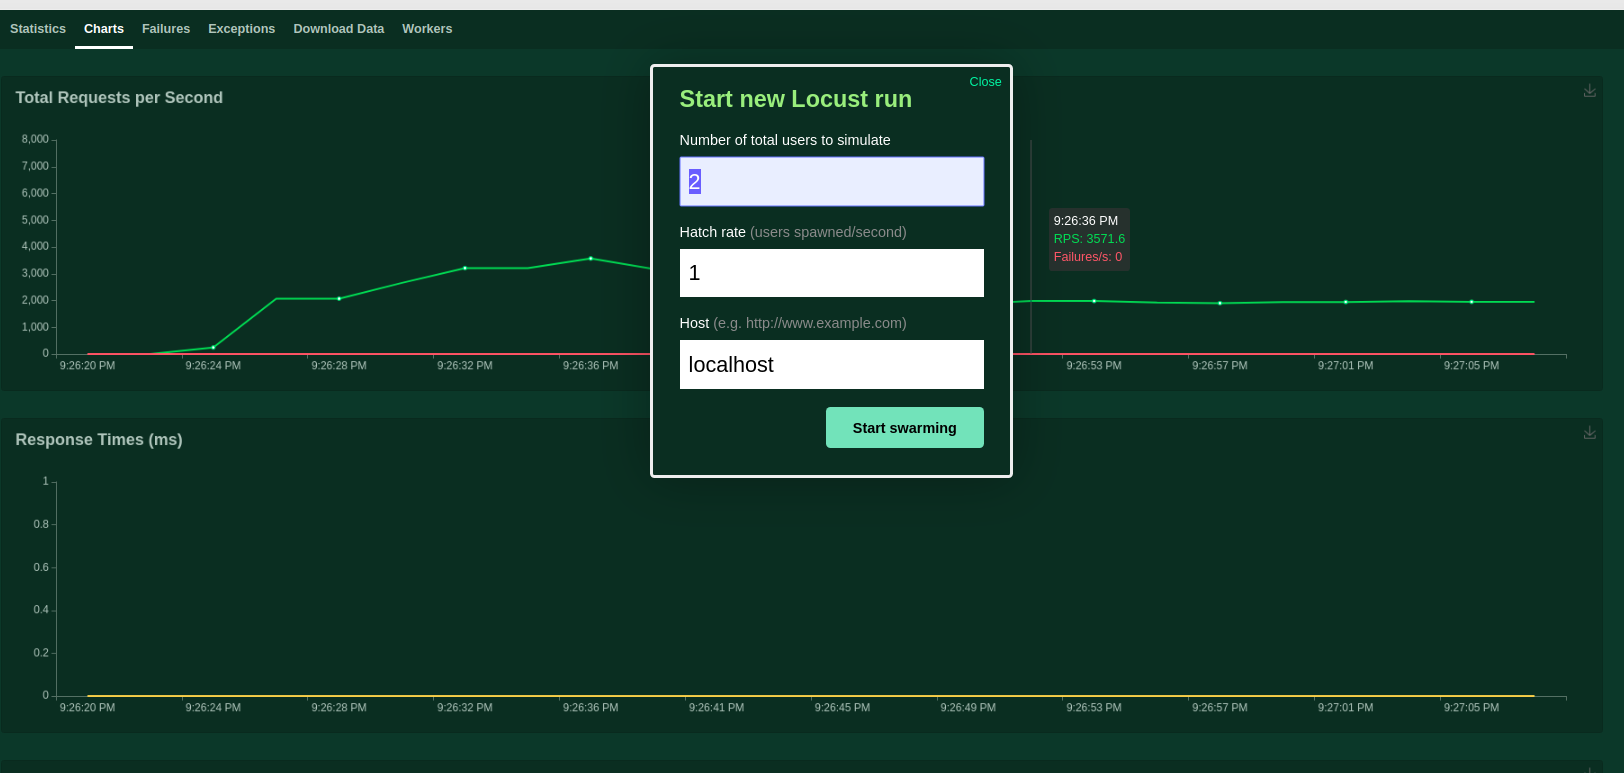 Statistics Charts Failures Exceptions Download Data Workers
Total Requests per Second
8,000
7,000
6,000
5,000
4,000
3,000
2,000
1,000
0
9:26:20 PM 9:26:24 PM 9:26:28 PM 9:26:32 PM 9:26:36 PM 9:26:53 PM 9:26:57 PM 9:27:01 PM 9:27:05 PM
Close
Start new Locust run
Number of total users to simulate
2
Hatch rate (users spawned/second)
1
Host (e.g. http://www.example.com)
localhost
Start swarming
9:26:36 PM
RPS: 3571.6
Failures/s: 0
Response Times (ms)
1
0.8
0.6
0.4
0.2
0
9:26:20 PM 9:26:24 PM 9:26:28 PM 9:26:32 PM 9:26:36 PM 9:26:41 PM 9:26:45 PM 9:26:49 PM 9:26:53 PM 9:26:57 PM 9:27:01 PM 9:27:05 PM